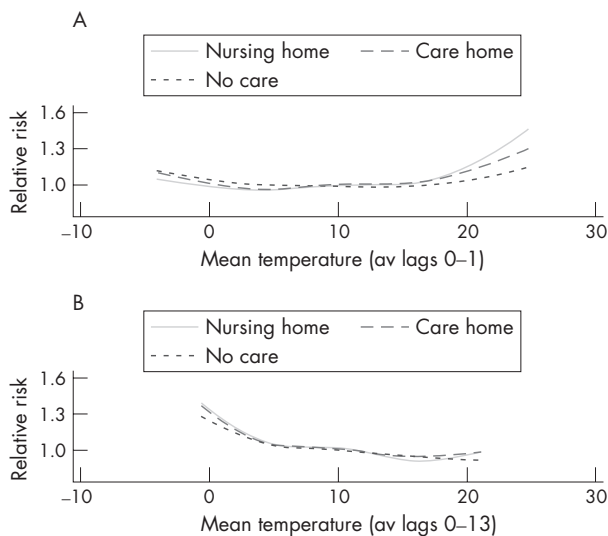 A
Nursing home
Care home
No care
Relative risk
1.6
1.3
1.0
–10
0
10
20
30
Mean temperature (av lags 0–1)
B
Nursing home
Care home
No care
Relative risk
1.6
1.3
1.0
–10
0
10
20
30
Mean temperature (av lags 0–13)